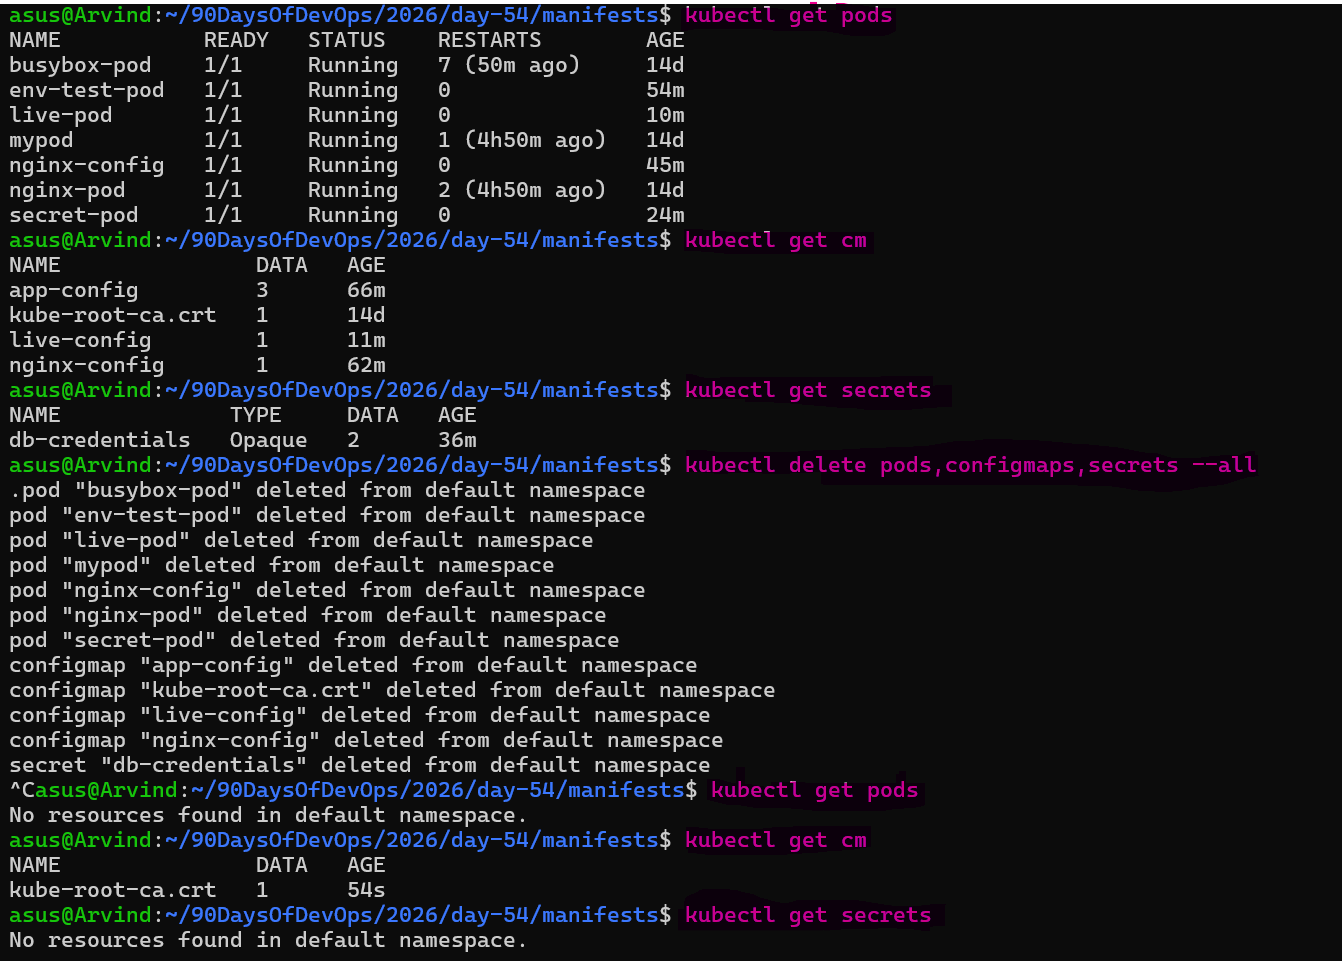 asus@Arvind:~/90DaysOfDevOps/2026/day-54/manifests$ kubectl get pods
NAME           READY   STATUS    RESTARTS        AGE
busybox-pod    1/1     Running   7 (50m ago)     14d
env-test-pod   1/1     Running   0               54m
live-pod       1/1     Running   0               10m
mypod          1/1     Running   1 (4h50m ago)   14d
nginx-config   1/1     Running   0               45m
nginx-pod      1/1     Running   2 (4h50m ago)   14d
secret-pod     1/1     Running   0               24m
asus@Arvind:~/90DaysOfDevOps/2026/day-54/manifests$ kubectl get cm
NAME               DATA   AGE
app-config         3      66m
kube-root-ca.crt   1      14d
live-config        1      11m
nginx-config       1      62m
asus@Arvind:~/90DaysOfDevOps/2026/day-54/manifests$ kubectl get secrets
NAME             TYPE     DATA   AGE
db-credentials   Opaque   2      36m
asus@Arvind:~/90DaysOfDevOps/2026/day-54/manifests$ kubectl delete pods,configmaps,secrets --all
.pod "busybox-pod" deleted from default namespace
pod "env-test-pod" deleted from default namespace
pod "live-pod" deleted from default namespace
pod "mypod" deleted from default namespace
pod "nginx-config" deleted from default namespace
pod "nginx-pod" deleted from default namespace
pod "secret-pod" deleted from default namespace
configmap "app-config" deleted from default namespace
configmap "kube-root-ca.crt" deleted from default namespace
configmap "live-config" deleted from default namespace
configmap "nginx-config" deleted from default namespace
secret "db-credentials" deleted from default namespace
^Casus@Arvind:~/90DaysOfDevOps/2026/day-54/manifests$ kubectl get pods
No resources found in default namespace.
asus@Arvind:~/90DaysOfDevOps/2026/day-54/manifests$ kubectl get cm
NAME               DATA   AGE
kube-root-ca.crt   1      54s
asus@Arvind:~/90DaysOfDevOps/2026/day-54/manifests$ kubectl get secrets
No resources found in default namespace.